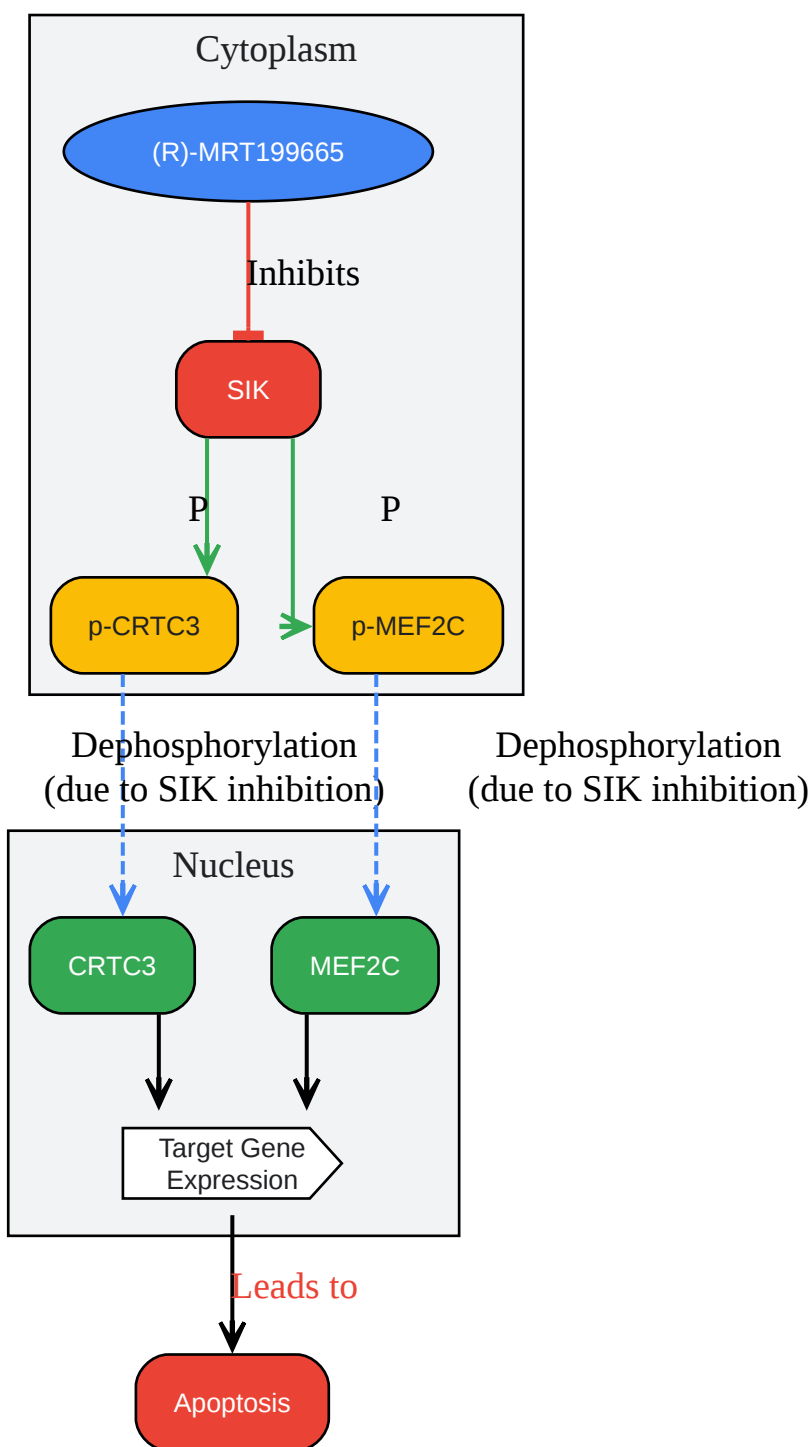 Cytoplasm
(R)-MRT199665
Inhibits
SIK
P
P
p-CRTC3
p-MEF2C
Dephosphorylation
(due to SIK inhibition)
Dephosphorylation
(due to SIK inhibition)
Nucleus
CRTC3
MEF2C
Target Gene
Expression
Leads to
Apoptosis